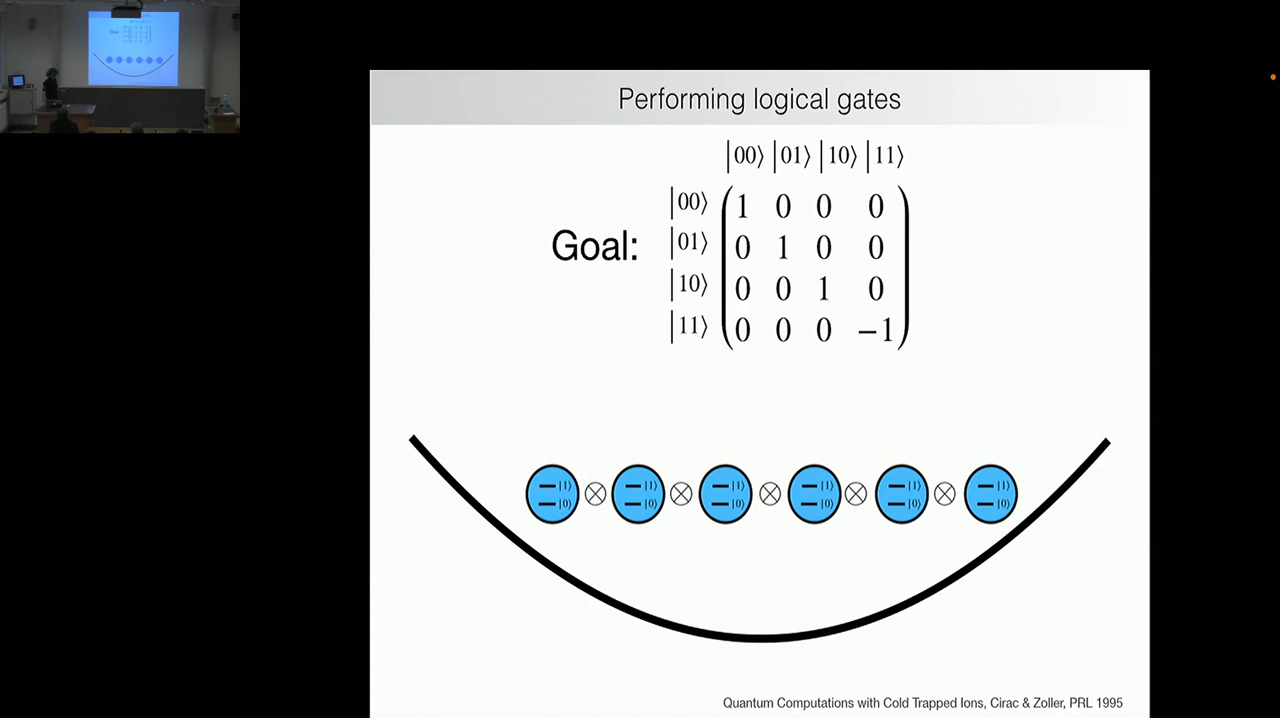 Performing logical gates
|00⟩ |01⟩ |10⟩ |11⟩
|00⟩ 1 0 0 0
Goal: |01⟩ 0 1 0 0
|10⟩ 0 0 1 0
|11⟩ 0 0 0 −1
|1⟩ |1⟩ |1⟩ |1⟩ |1⟩ |1⟩
|0⟩ ⊗ |0⟩ ⊗ |0⟩ ⊗ |0⟩ ⊗ |0⟩ ⊗ |0⟩
Quantum Computations with Cold Trapped Ions, Cirac & Zoller, PRL 1995